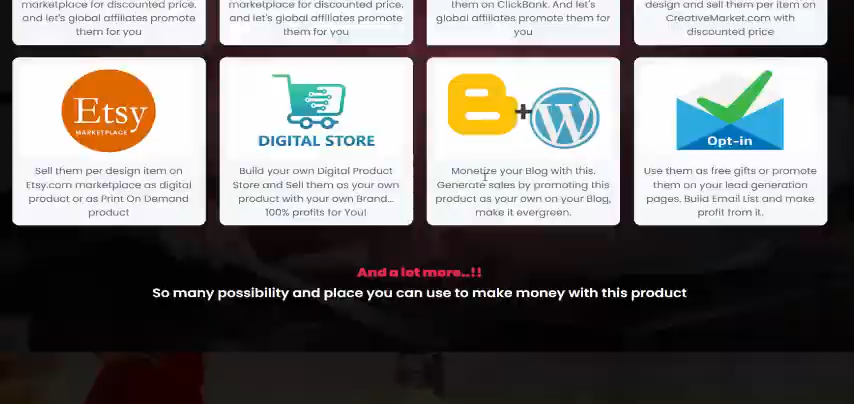 marketplace for discounted price. marketplace for discounted price. them on ClickBank. And let's design and sell them per item on
and let's global affiliates promote and let's global affiliates promote global affiliates promote them for CreativeMarket.com with
them for you them for you you discounted price
Etsy
MARKETPLACE
DIGITAL STORE
B+W
Opt-in
Sell them per design item on
Etsy.com marketplace as digital
product or as Print On Demand
product
Build your own Digital Product
Store and Sell them as your own
product with your own Brand...
100% profits for You!
Monetize your Blog with this.
Generate sales by promoting this
product as your own on your Blog,
make it evergreen.
Use them as free gifts or promote
them on your lead generation
pages. Build Email List and make
profit from it.
And a lot more..!!
So many possibility and place you can use to make money with this product